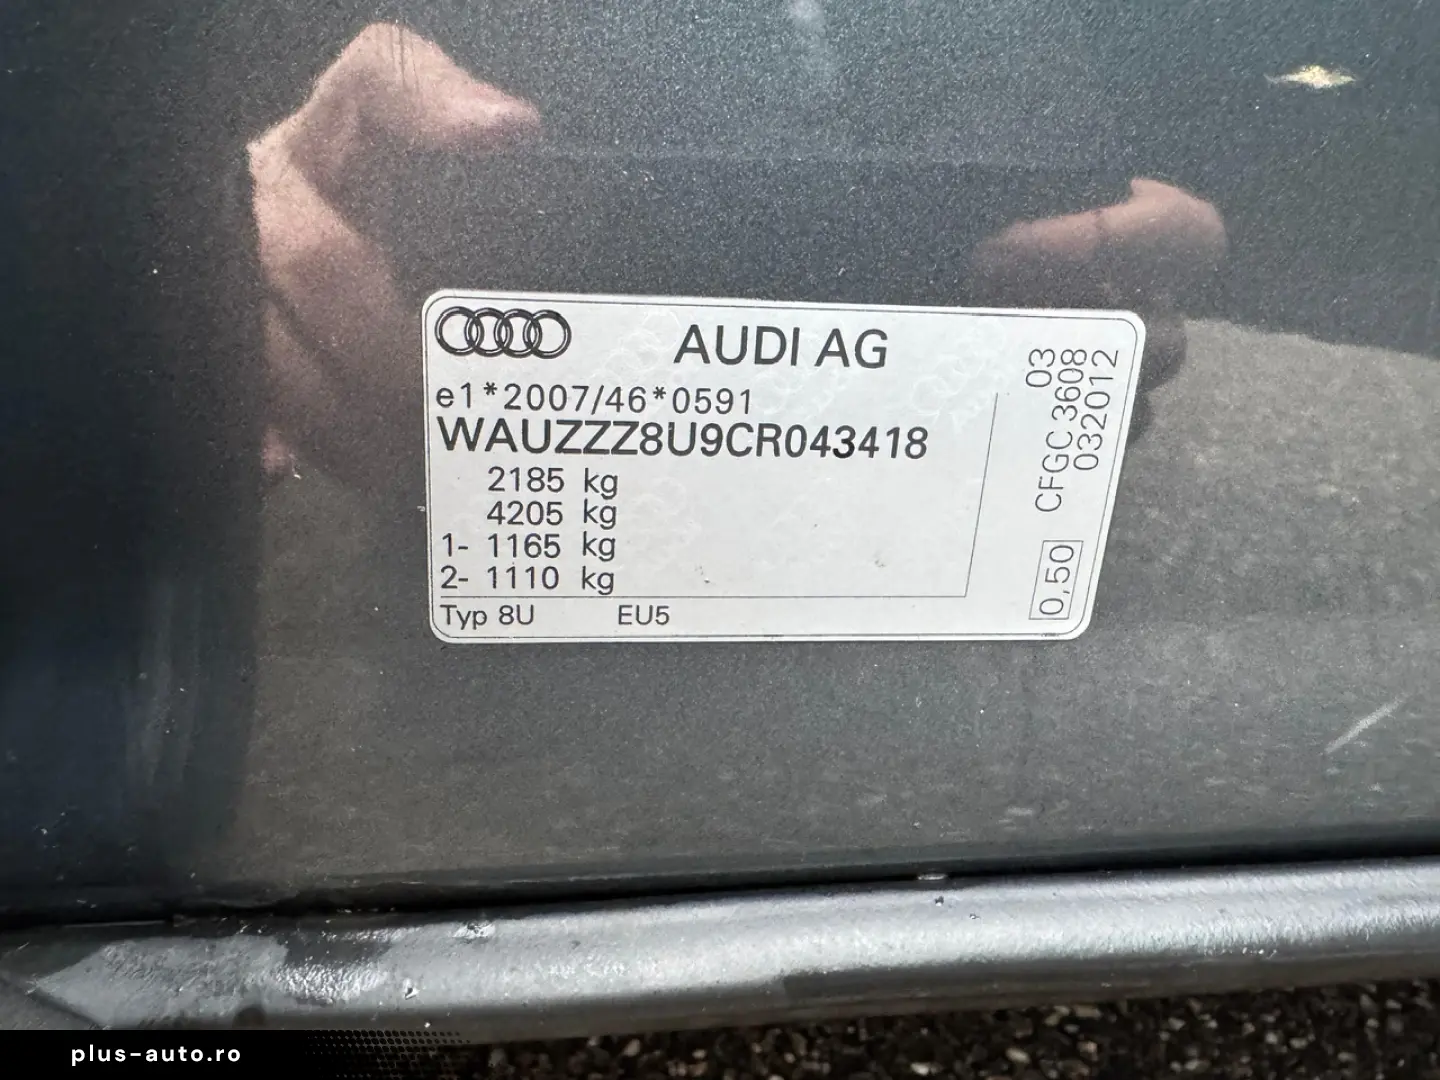 AUDI AG
e1*2007/46*0591
WAUZZZ8U9CR043418
2185 kg
4205 kg
1- 1165 kg
2- 1110 kg
Typ 8U EU5
03
CFGC 3608
032012
0,50
plus-auto.ro